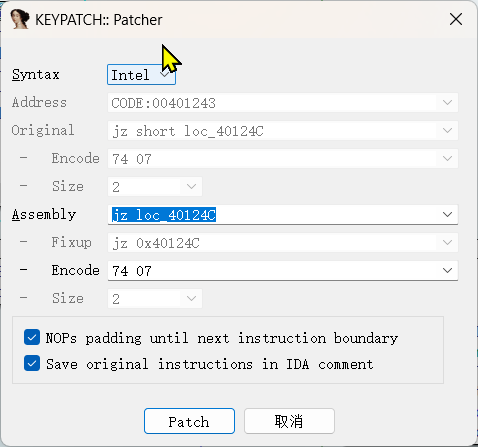 KEYPATCH:: Patcher
Syntax Intel
Address CODE:00401243
Original jz short loc_40124C
- Encode 74 07
- Size 2
Assembly jz loc_40124C
- Fixup jz 0x40124C
- Encode 74 07
- Size 2
NOPs padding until next instruction boundary
Save original instructions in IDA comment
Patch 取消